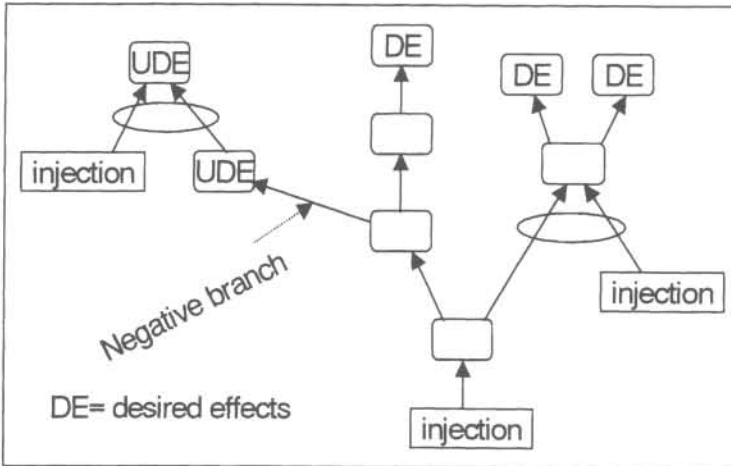 DE
UDE
DE
DE
injection
UDE
Negative branch
injection
DE= desired effects
injection